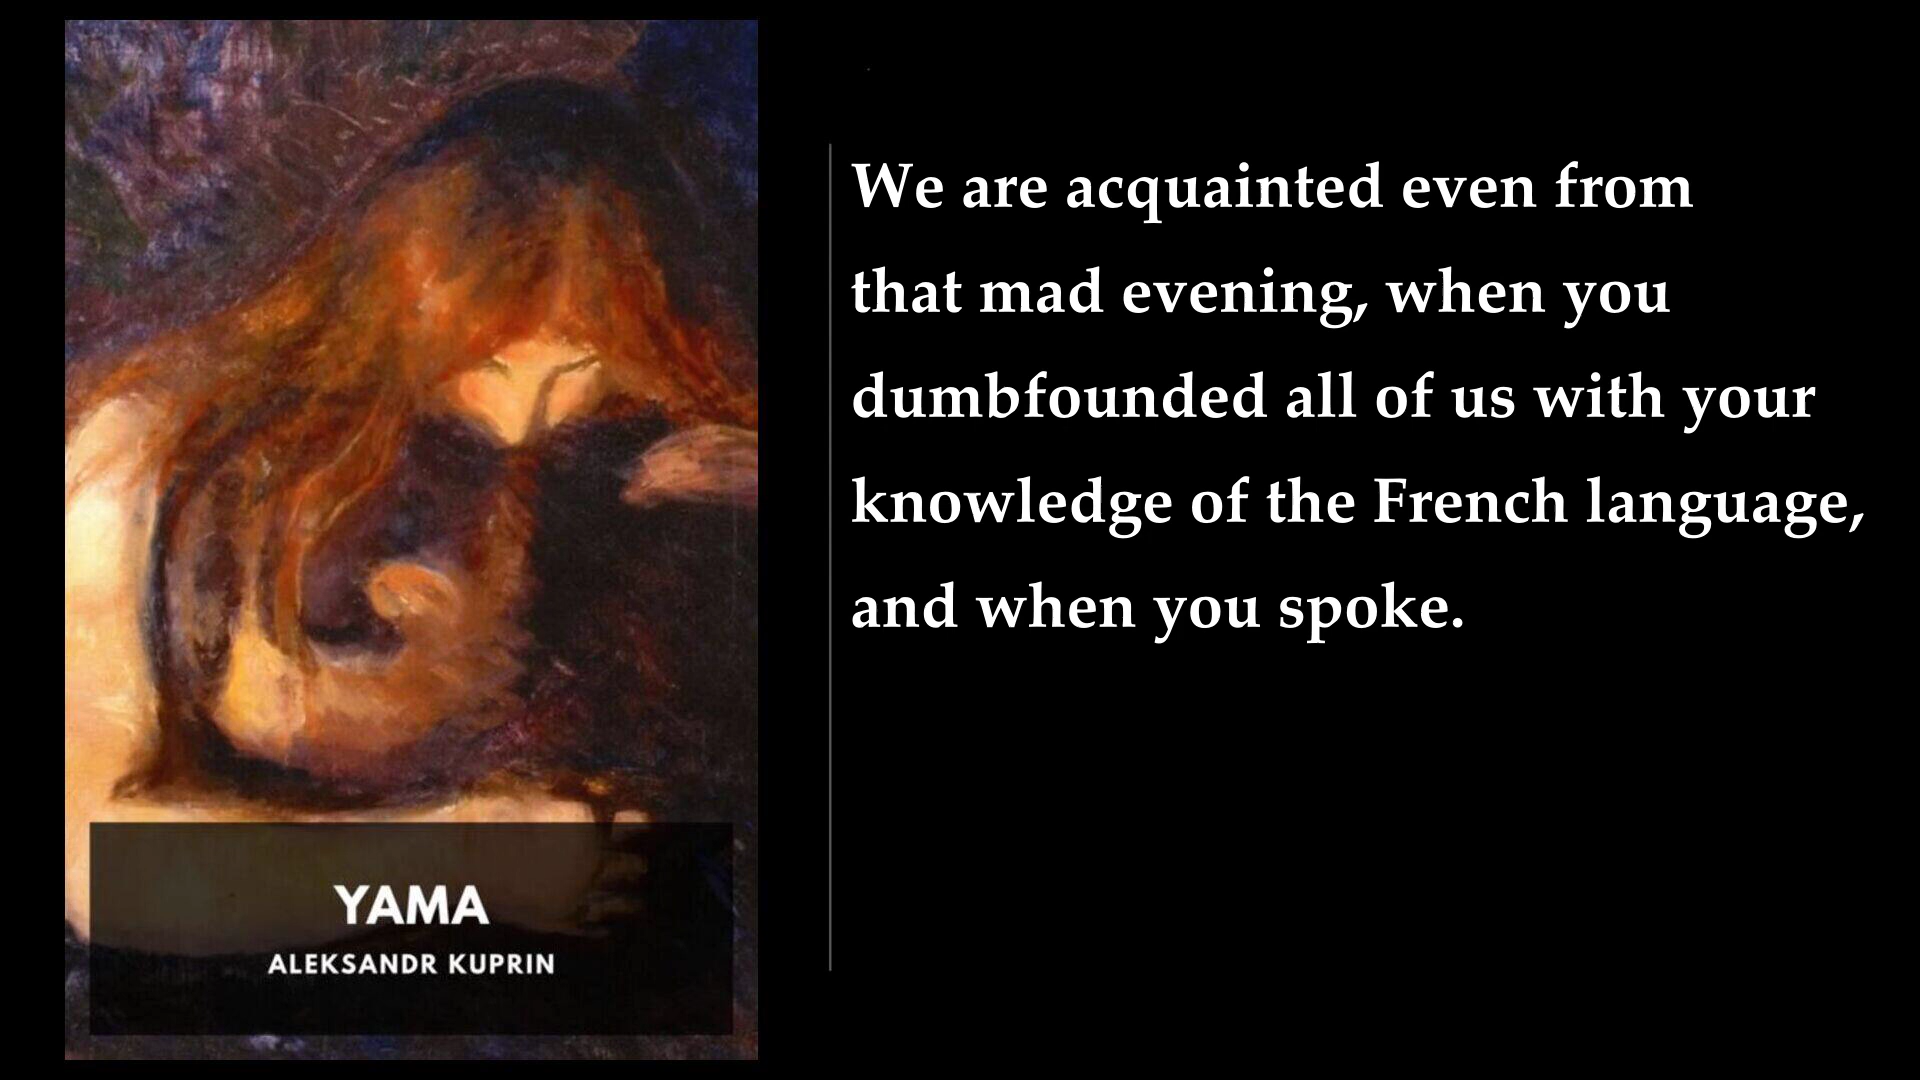 We are acquainted even from
that mad evening, when you
dumbfounded all of us with your
knowledge of the French language,
and when you spoke.
YAMA
ALEKSANDR KUPRIN